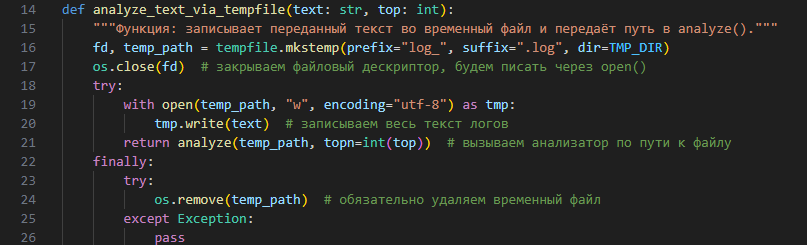 14 def analyze_text_via_tempfile(text: str, top: int):
15 """Функция: записывает переданный текст во временный файл и передаёт путь в analyze()."""
16 fd, temp_path = tempfile.mkstemp(prefix="log_", suffix=".log", dir=TMP_DIR)
17 os.close(fd)  # закрываем файловый дескриптор, будем писать через open()
18 try:
19 with open(temp_path, "w", encoding="utf-8") as tmp:
20 tmp.write(text)  # записываем весь текст логов
21 return analyze(temp_path, topn=int(top))  # вызываем анализатор по пути к файлу
22 finally:
23 try:
24 os.remove(temp_path)  # обязательно удаляем временный файл
25 except Exception:
26 pass